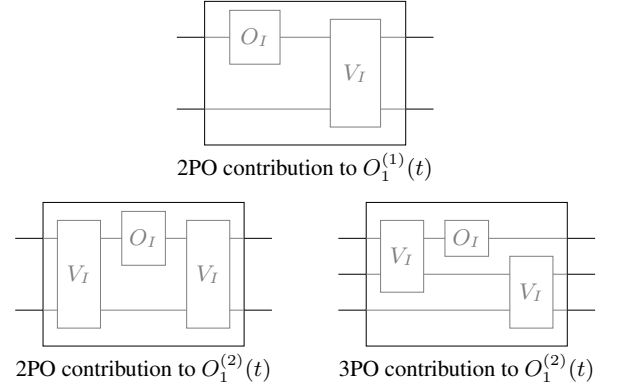 O_I
V_I
2PO contribution to O_1^{(1)}(t)
V_I O_I V_I
V_I O_I V_I
2PO contribution to O_1^{(2)}(t) 3PO contribution to O_1^{(2)}(t)